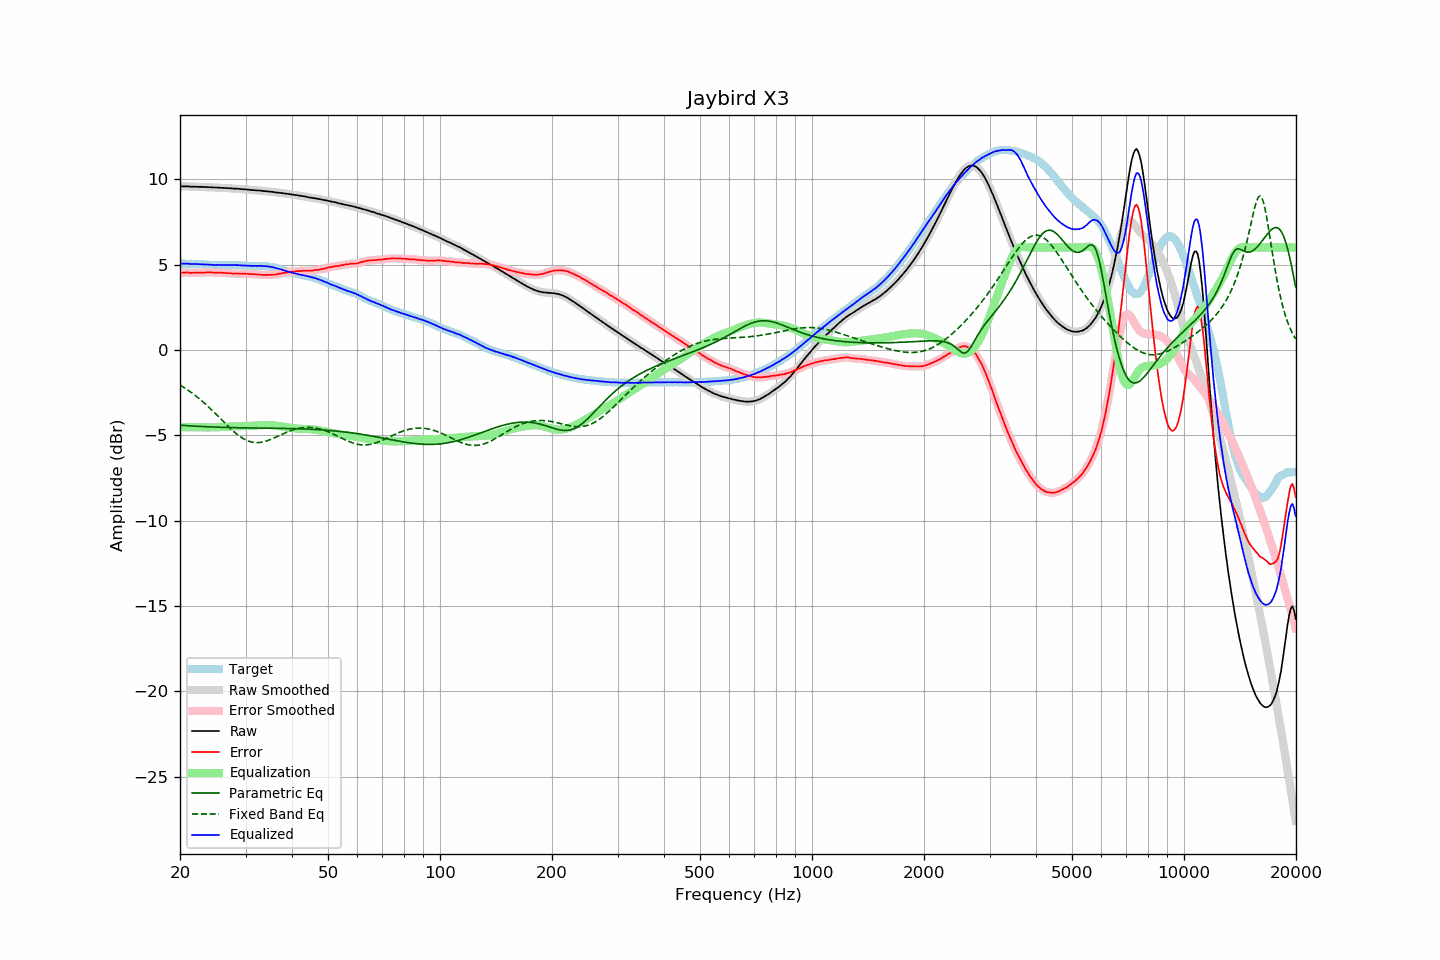 Jaybird X3
Amplitude (dBr)
10
5
0
−5
−10
−15
−20
−25
Target
Raw Smoothed
Error Smoothed
Raw
Error
Equalization
Parametric Eq
Fixed Band Eq
Equalized
20 50 100 200 500 1000 2000 5000 10000 20000
Frequency (Hz)